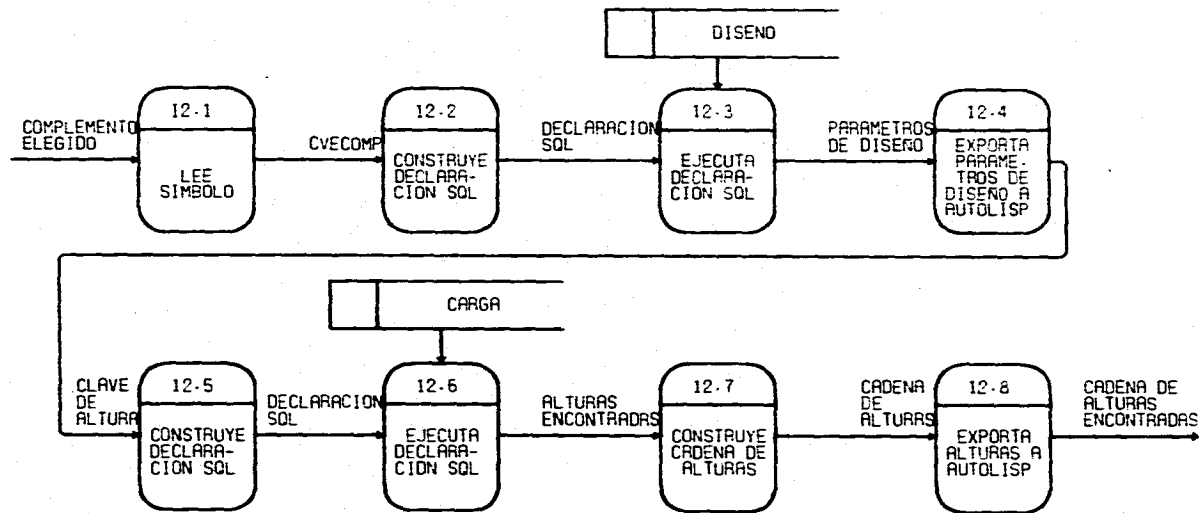 DISENO
12.1
12.2
12.3
12.4
COMPLEMENTO
ELEGIDO
LEE
SIMBOLO
CVECOMP
CONSTRUYE
DECLARA-
CION SQL
DECLARACION
SQL
EJECUTA
DECLARA-
CION SQL
PARAMETROS
DE DISEÑO
EXPORTA
PARAME-
TROS DE
DISEÑO A
AUTOLISP
CARGA
12.5
12.6
12.7
12.8
CLAVE
DE
ALTURA
CONSTRUYE
DECLARA-
CION SQL
DECLARACION
SQL
EJECUTA
DECLARA-
CION SQL
ALTURAS
ENCONTRADAS
CONSTRUYE
CADENA DE
ALTURAS
CADENA
DE
ALTURAS
EXPORTA
ALTURAS A
AUTOLISP
CADENA DE
ALTURAS
ENCONTRADAS